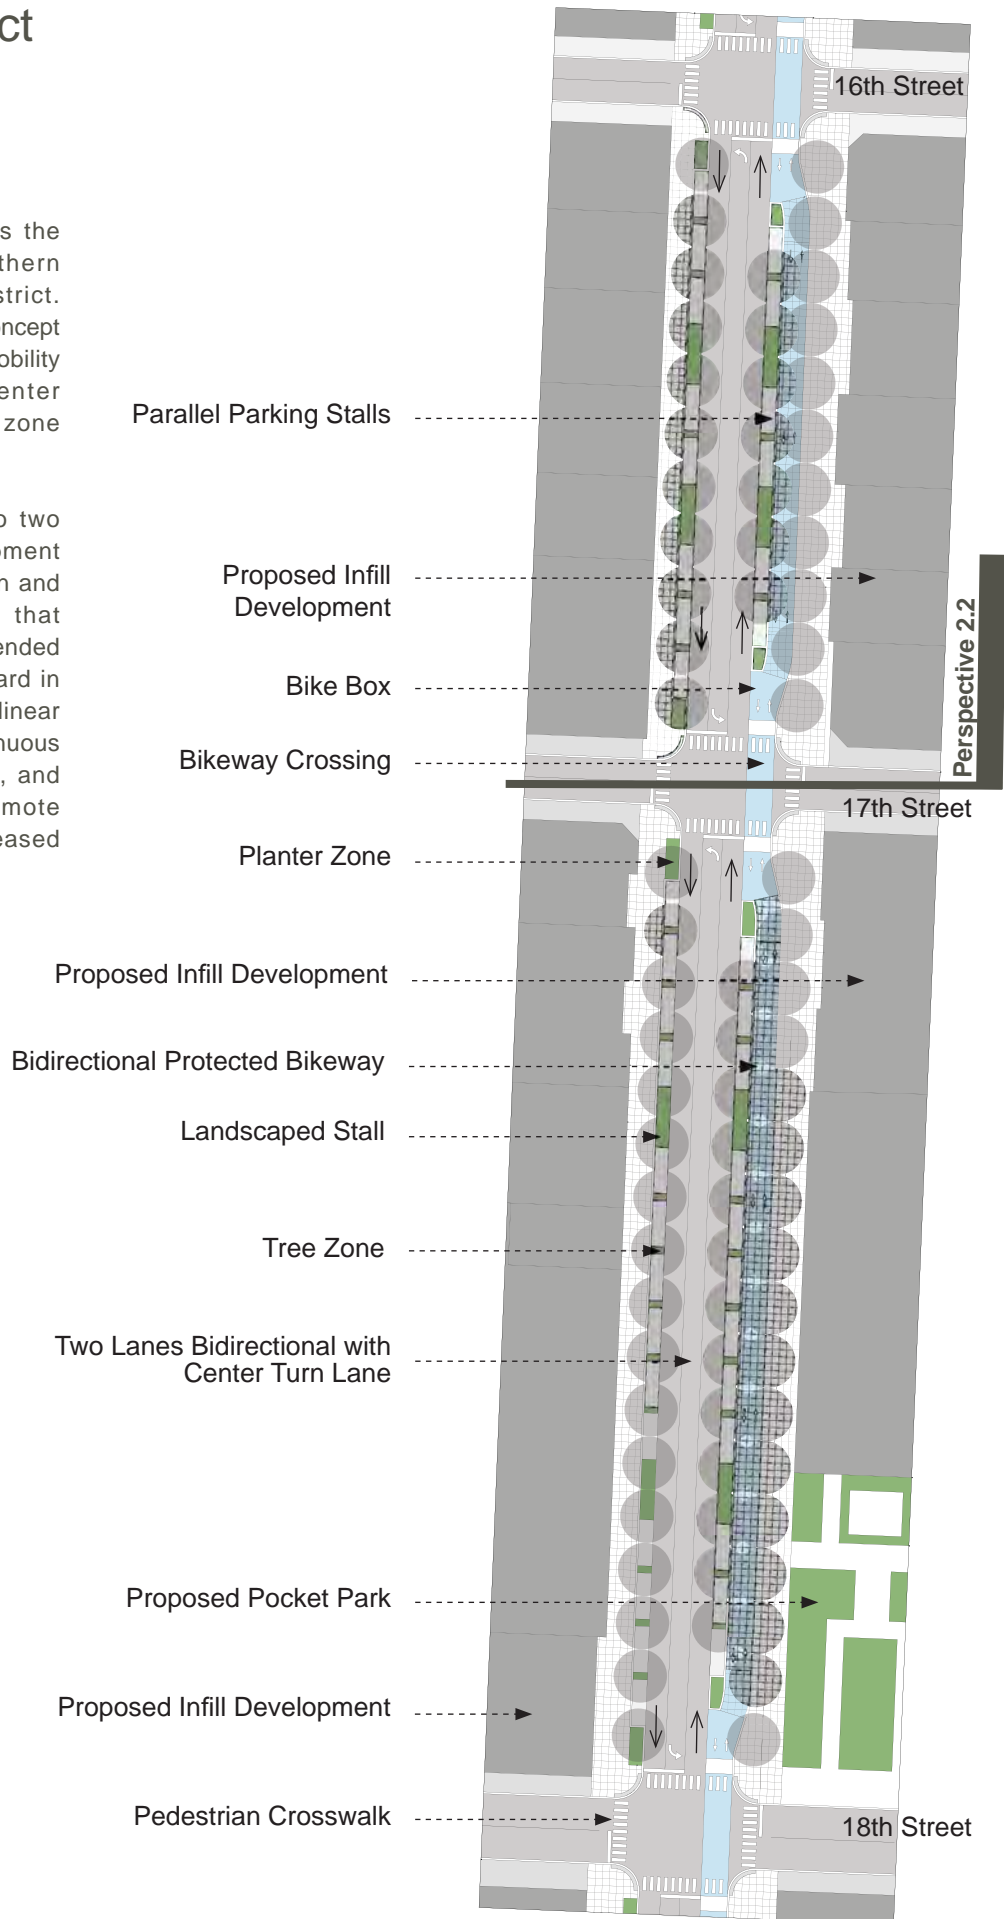 ct
s the
thern
strict.
ncept
obility
enter
zone
o two
oment
n and
that
ended
ard in
linear
nuous
, and
mote
eased
16th Street
Parallel Parking Stalls
Proposed Infill
Development
Bike Box
Bikeway Crossing
Perspective 2.2
17th Street
Planter Zone
Proposed Infill Development
Bidirectional Protected Bikeway
Landscaped Stall
Tree Zone
Two Lanes Bidirectional with
Center Turn Lane
Proposed Pocket Park
Proposed Infill Development
Pedestrian Crosswalk
18th Street